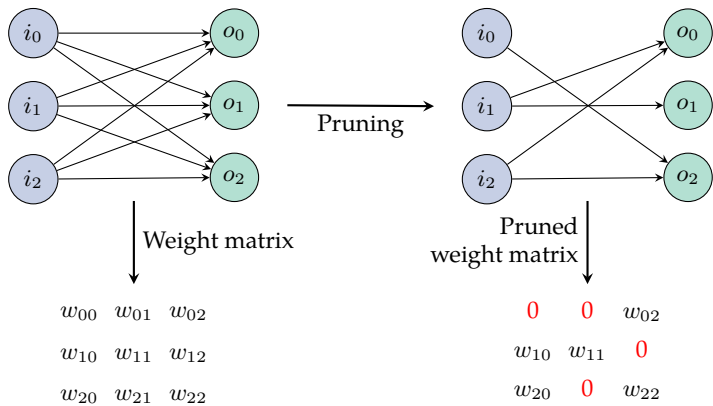 i₀ o₀ i₀ o₀
i₁ o₁ i₁ o₁
Pruning
i₂ o₂ i₂ o₂
Weight matrix
Pruned
weight matrix
w₀₀ w₀₁ w₀₂ 0 0 w₀₂
w₁₀ w₁₁ w₁₂ w₁₀ w₁₁ 0
w₂₀ w₂₁ w₂₂ w₂₀ 0 w₂₂